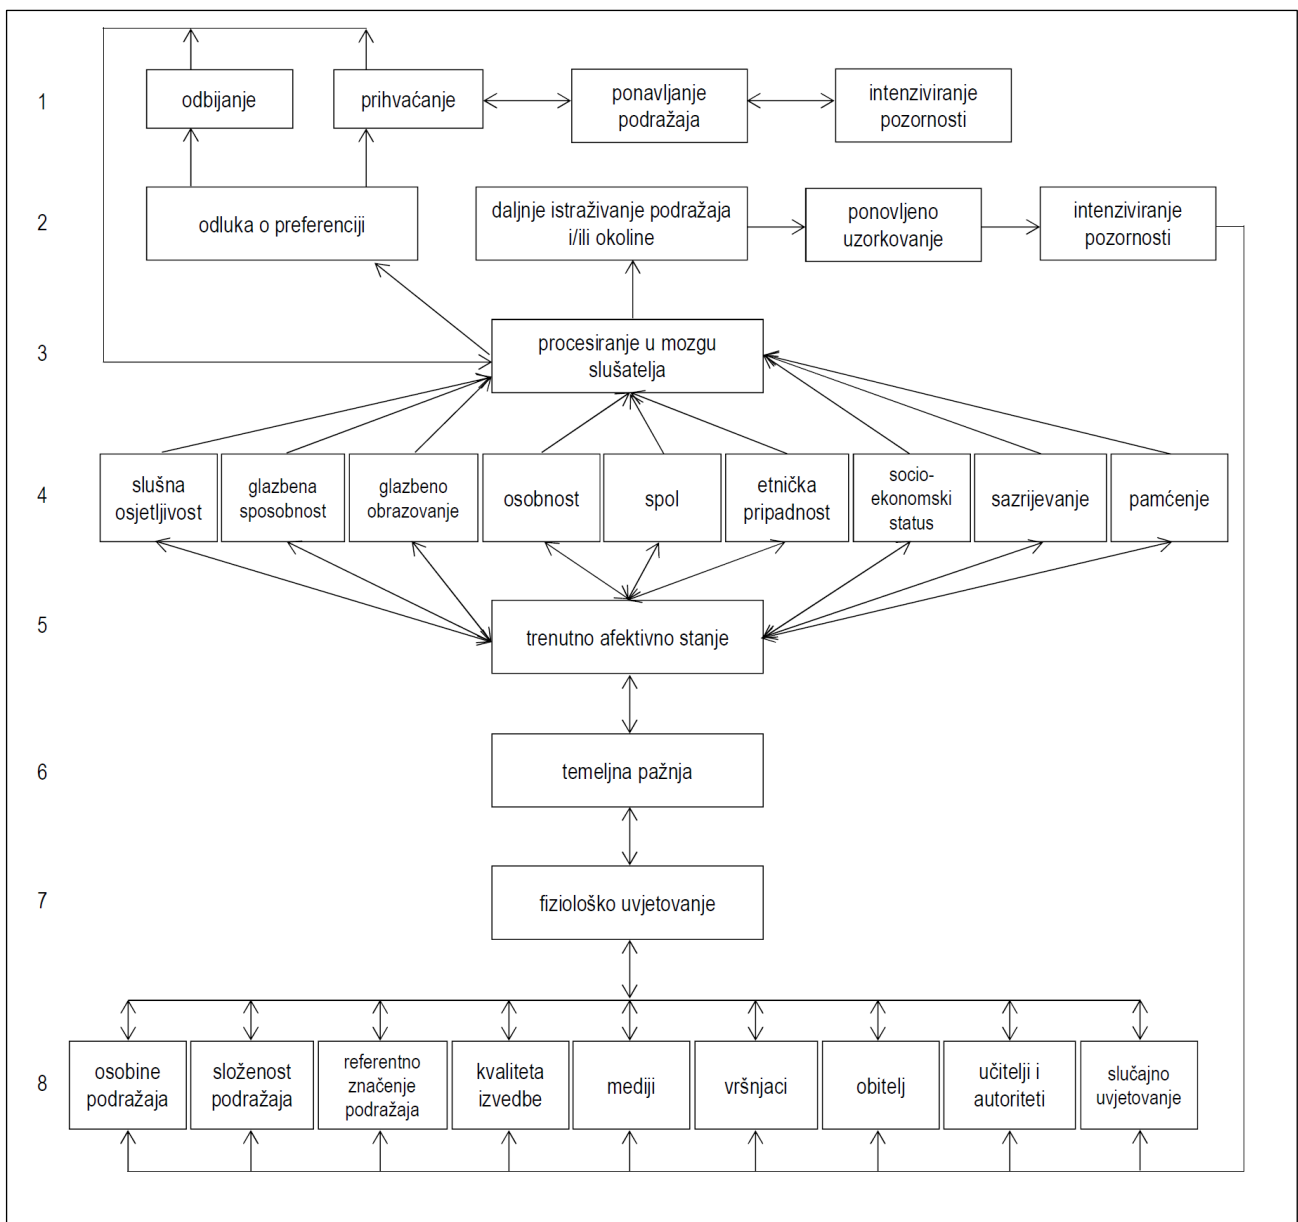 1
odbijanje
prihvaćanje
ponavljanje
podražaja
intenziviranje
pozornosti
2
odluka o preferenciji
daljnje istraživanje podražaja
i/ili okoline
ponovljeno
uzorkovanje
intenziviranje
pozornosti
3
procesiranje u mozgu
slušatelja
4
slušna
osjetljivost
glazbena
sposobnost
glazbeno
obrazovanje
osobnost
spol
etnička
pripadnost
socio-
ekonomski
status
sazrijevanje
pamćenje
5
trenutno afektivno stanje
6
temeljna pažnja
7
fiziološko uvjetovanje
8
osobine
podražaja
složenost
podražaja
referentno
značenje
podražaja
kvaliteta
izvedbe
mediji
vršnjaci
obitelj
učitelji i
autoriteti
slučajno
uvjetovanje